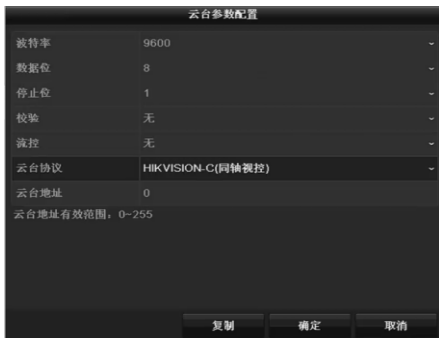 云台参数配置
波特率 9600
数据位 8
停止位 1
校验 无
流控 无
云台协议 HIKVISION-C(同轴视控)
云台地址 0
云台地址有效范围：0~255
复制 确定 取消